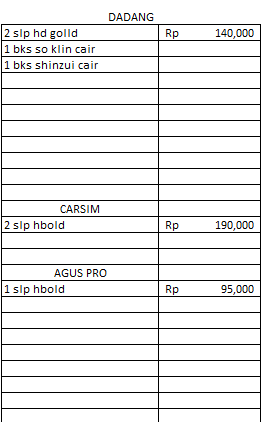 DADANG
2 slp hd golld Rp 140,000
1 bks so klin cair
1 bks shinzui cair
CARSIM
2 slp hbold Rp 190,000
AGUS PRO
1 slp hbold Rp 95,000